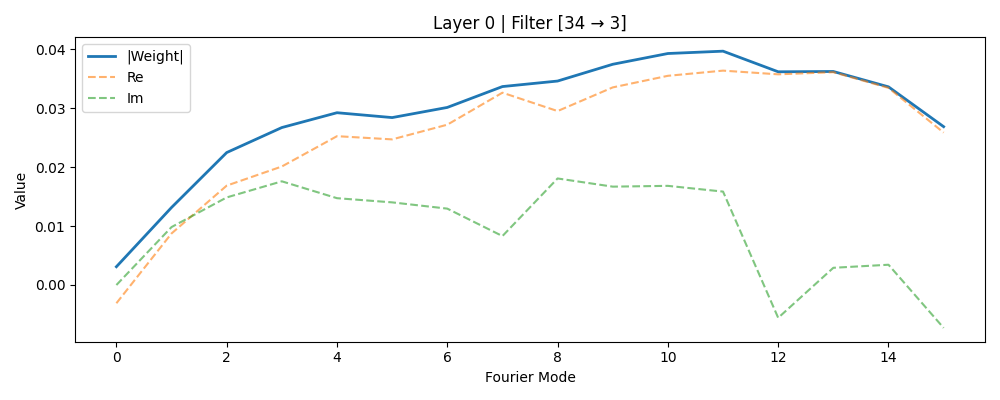 Layer 0 | Filter [34 → 3]
|Weight|
Re
Im
0.04
0.03
0.02
0.01
0.00
Value
0 2 4 6 8 10 12 14
Fourier Mode